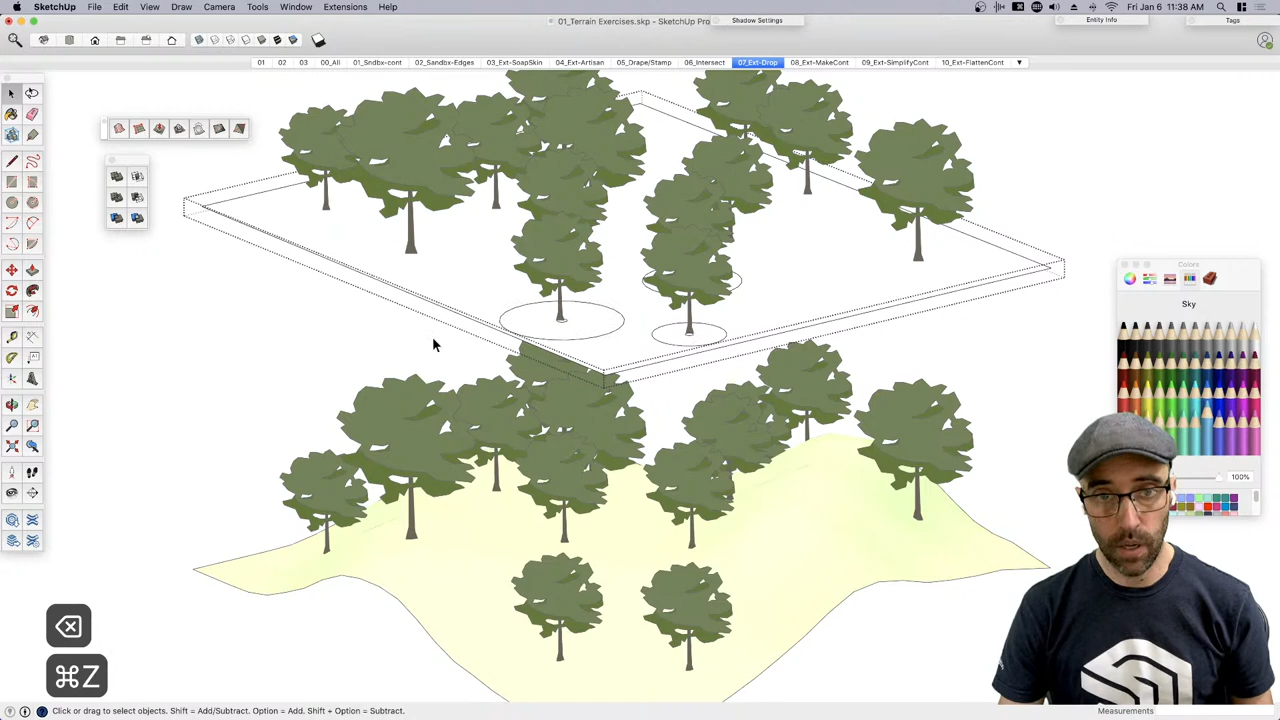 SketchUp File Edit View Camera Draw Tools Window Extensions Help Fri Jan 6 11:38 AM
01_Terrain Exercises.skp - SketchUp Pro
Shadow Settings
Entity Info
Tags
01 02 03 00_All 01_Sndbx-cont 02_Sandbx-Edges 03_Ext-SoapSkin 04_Ext-Artisan 05_Drape/Stamp 06_Intersect 07_Ext-Drop 08_Ext-MakeCont 09_Ext-SimplifyCont 10_Ext-FlattenCont
Colors
Sky
100%
⌘Z
Click or drag to select objects. Shift = Add/Subtract. Option = Add. Shift + Option = Subtract.
Measurements